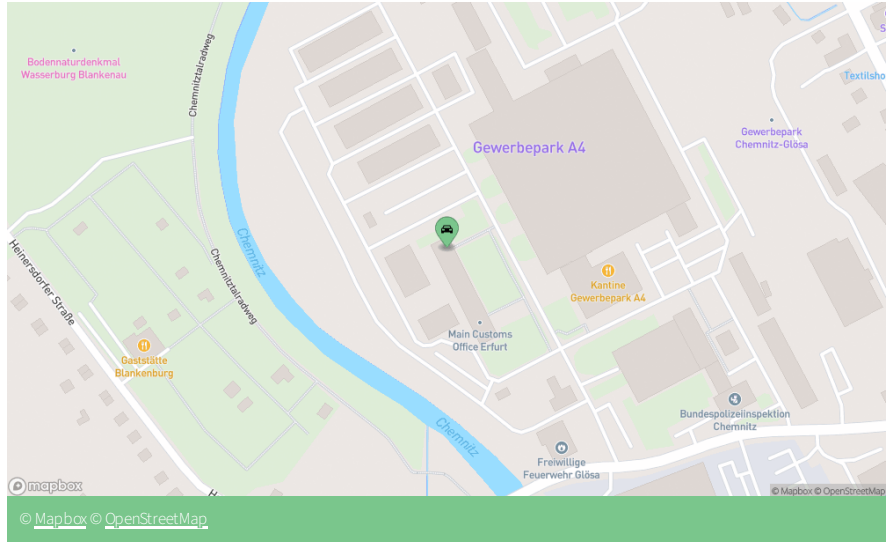 Bodennaturdenkmal
Wasserburg Blankenau
Chemnitztalradweg
Gewerbepark A4
Gewerbepark
Chemnitz-Glösa
Heinersdorfer Straße
Chemnitz
Chemnitztalradweg
Kantine
Gewerbepark A4
Main Customs
Office Erfurt
Gaststätte
Blankenburg
Bundespolizeiinspektion
Chemnitz
Chemnitz
Freiwillige
Feuerwehr Glösa
mapbox
© Mapbox © OpenStreetMap
© Mapbox © OpenStreetMap